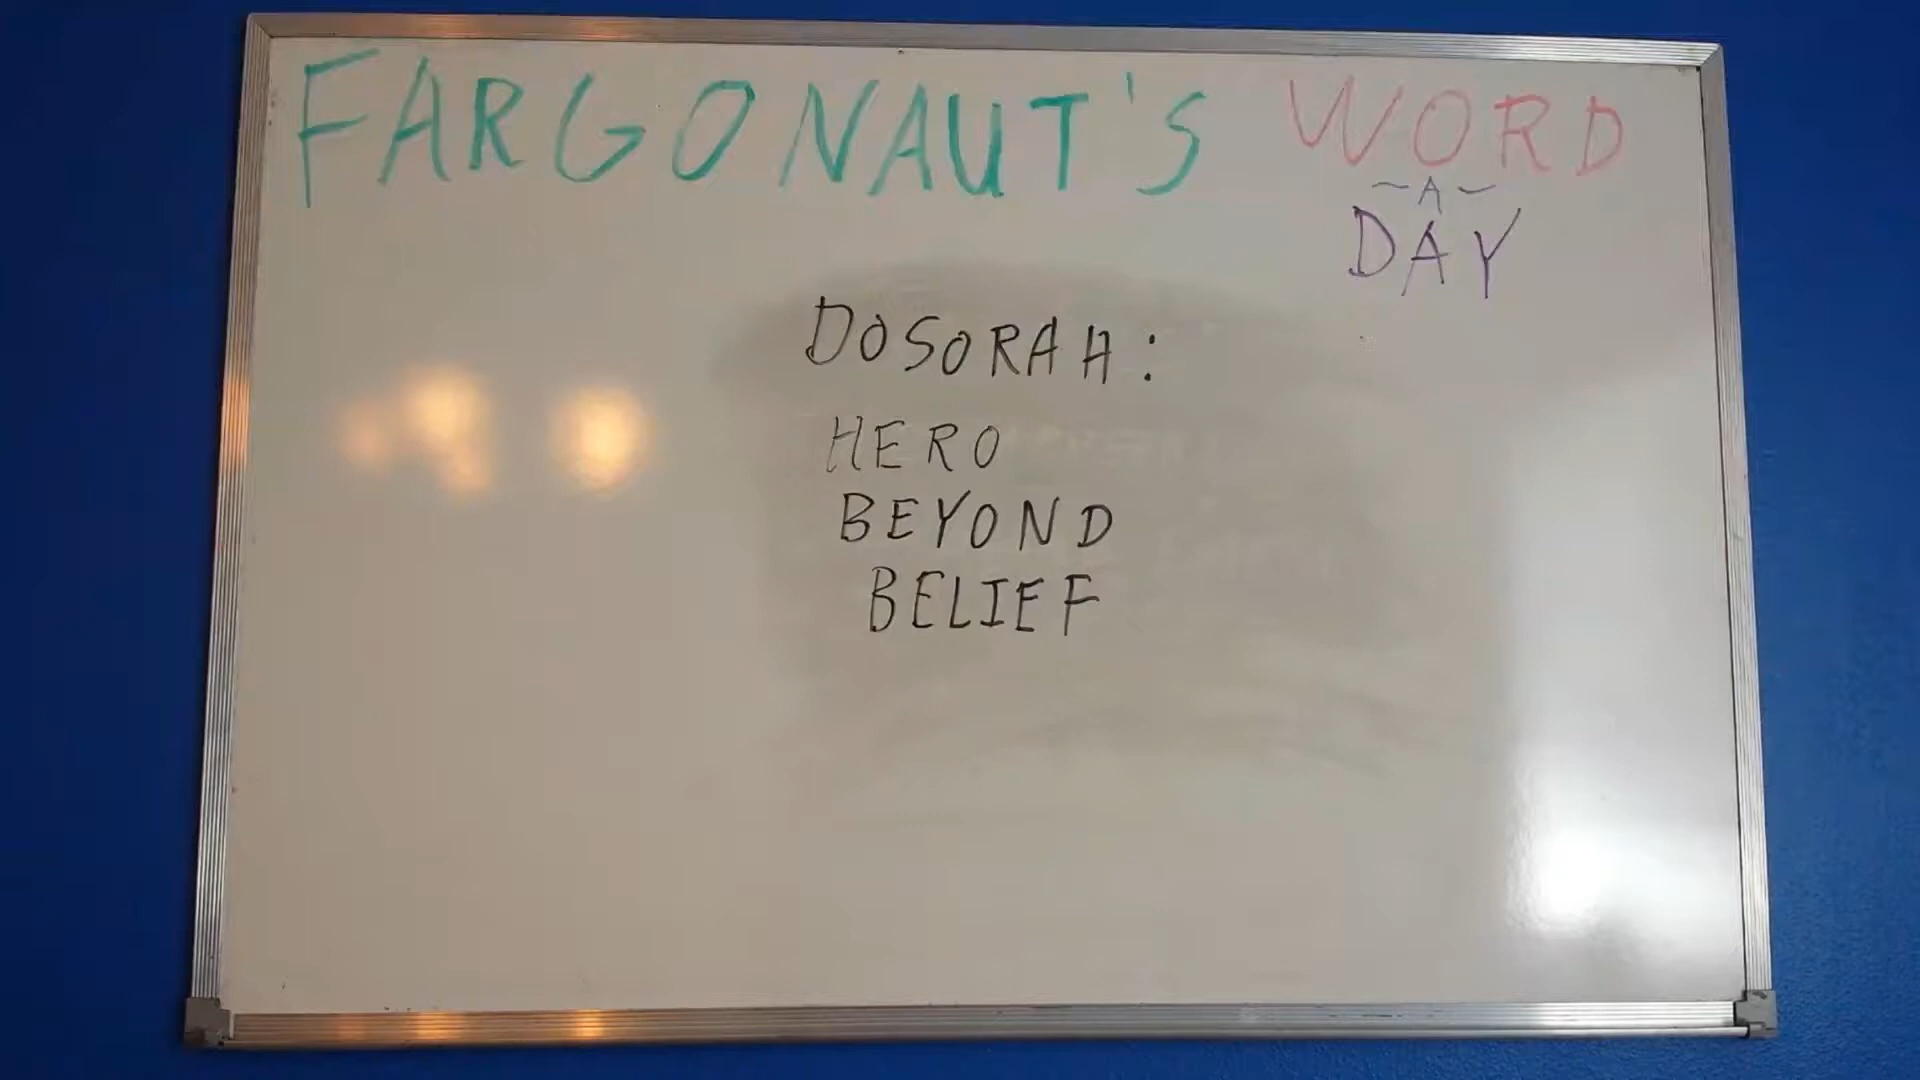 FARGONAUT'S WORD
-A-
DAY
DOSORAH:
HERO
BEYOND
BELIEF